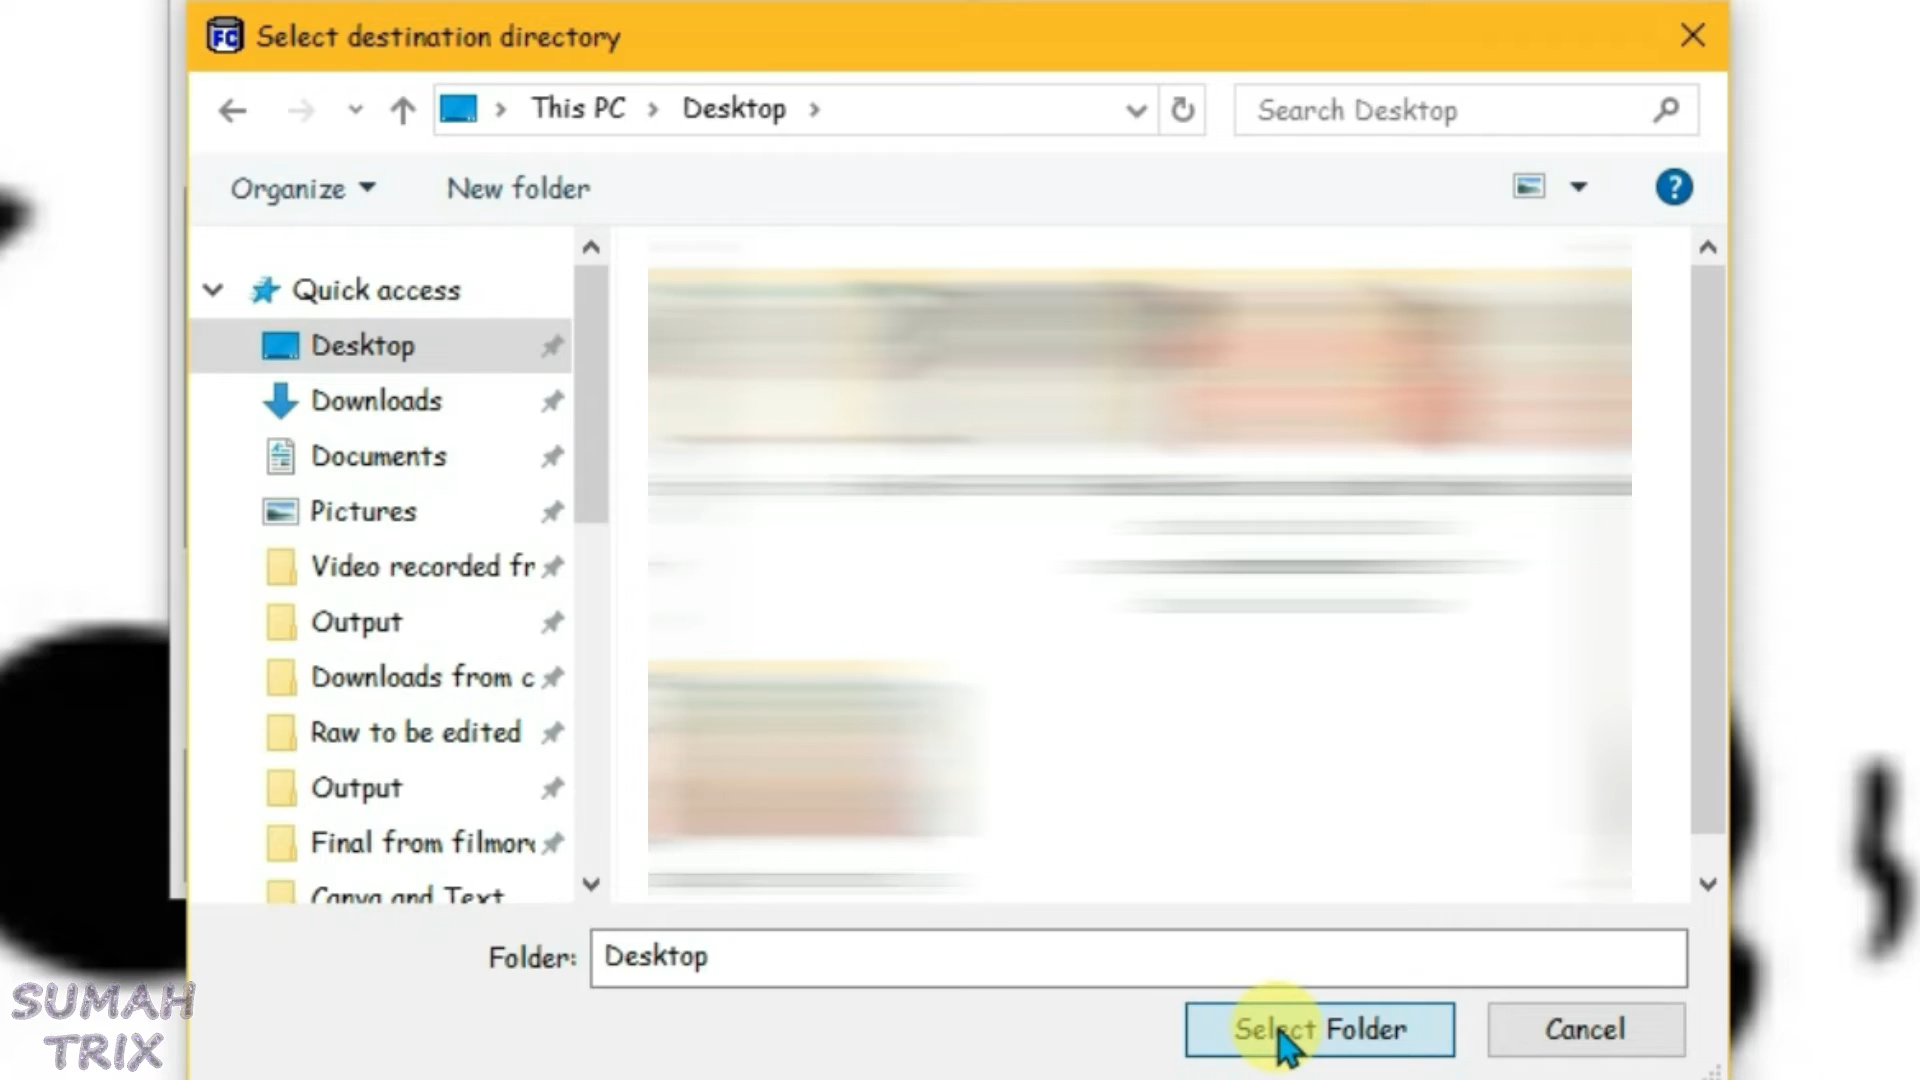 FC Select destination directory
This PC Desktop
Search Desktop
Organize
New folder
?
Quick access
Desktop
Downloads
Documents
Pictures
Video recorded fr
Output
Downloads from c
Raw to be edited
Output
Final from filmor
Canva and Text
Folder: Desktop
Select Folder
Cancel
SUMAH
TRIX